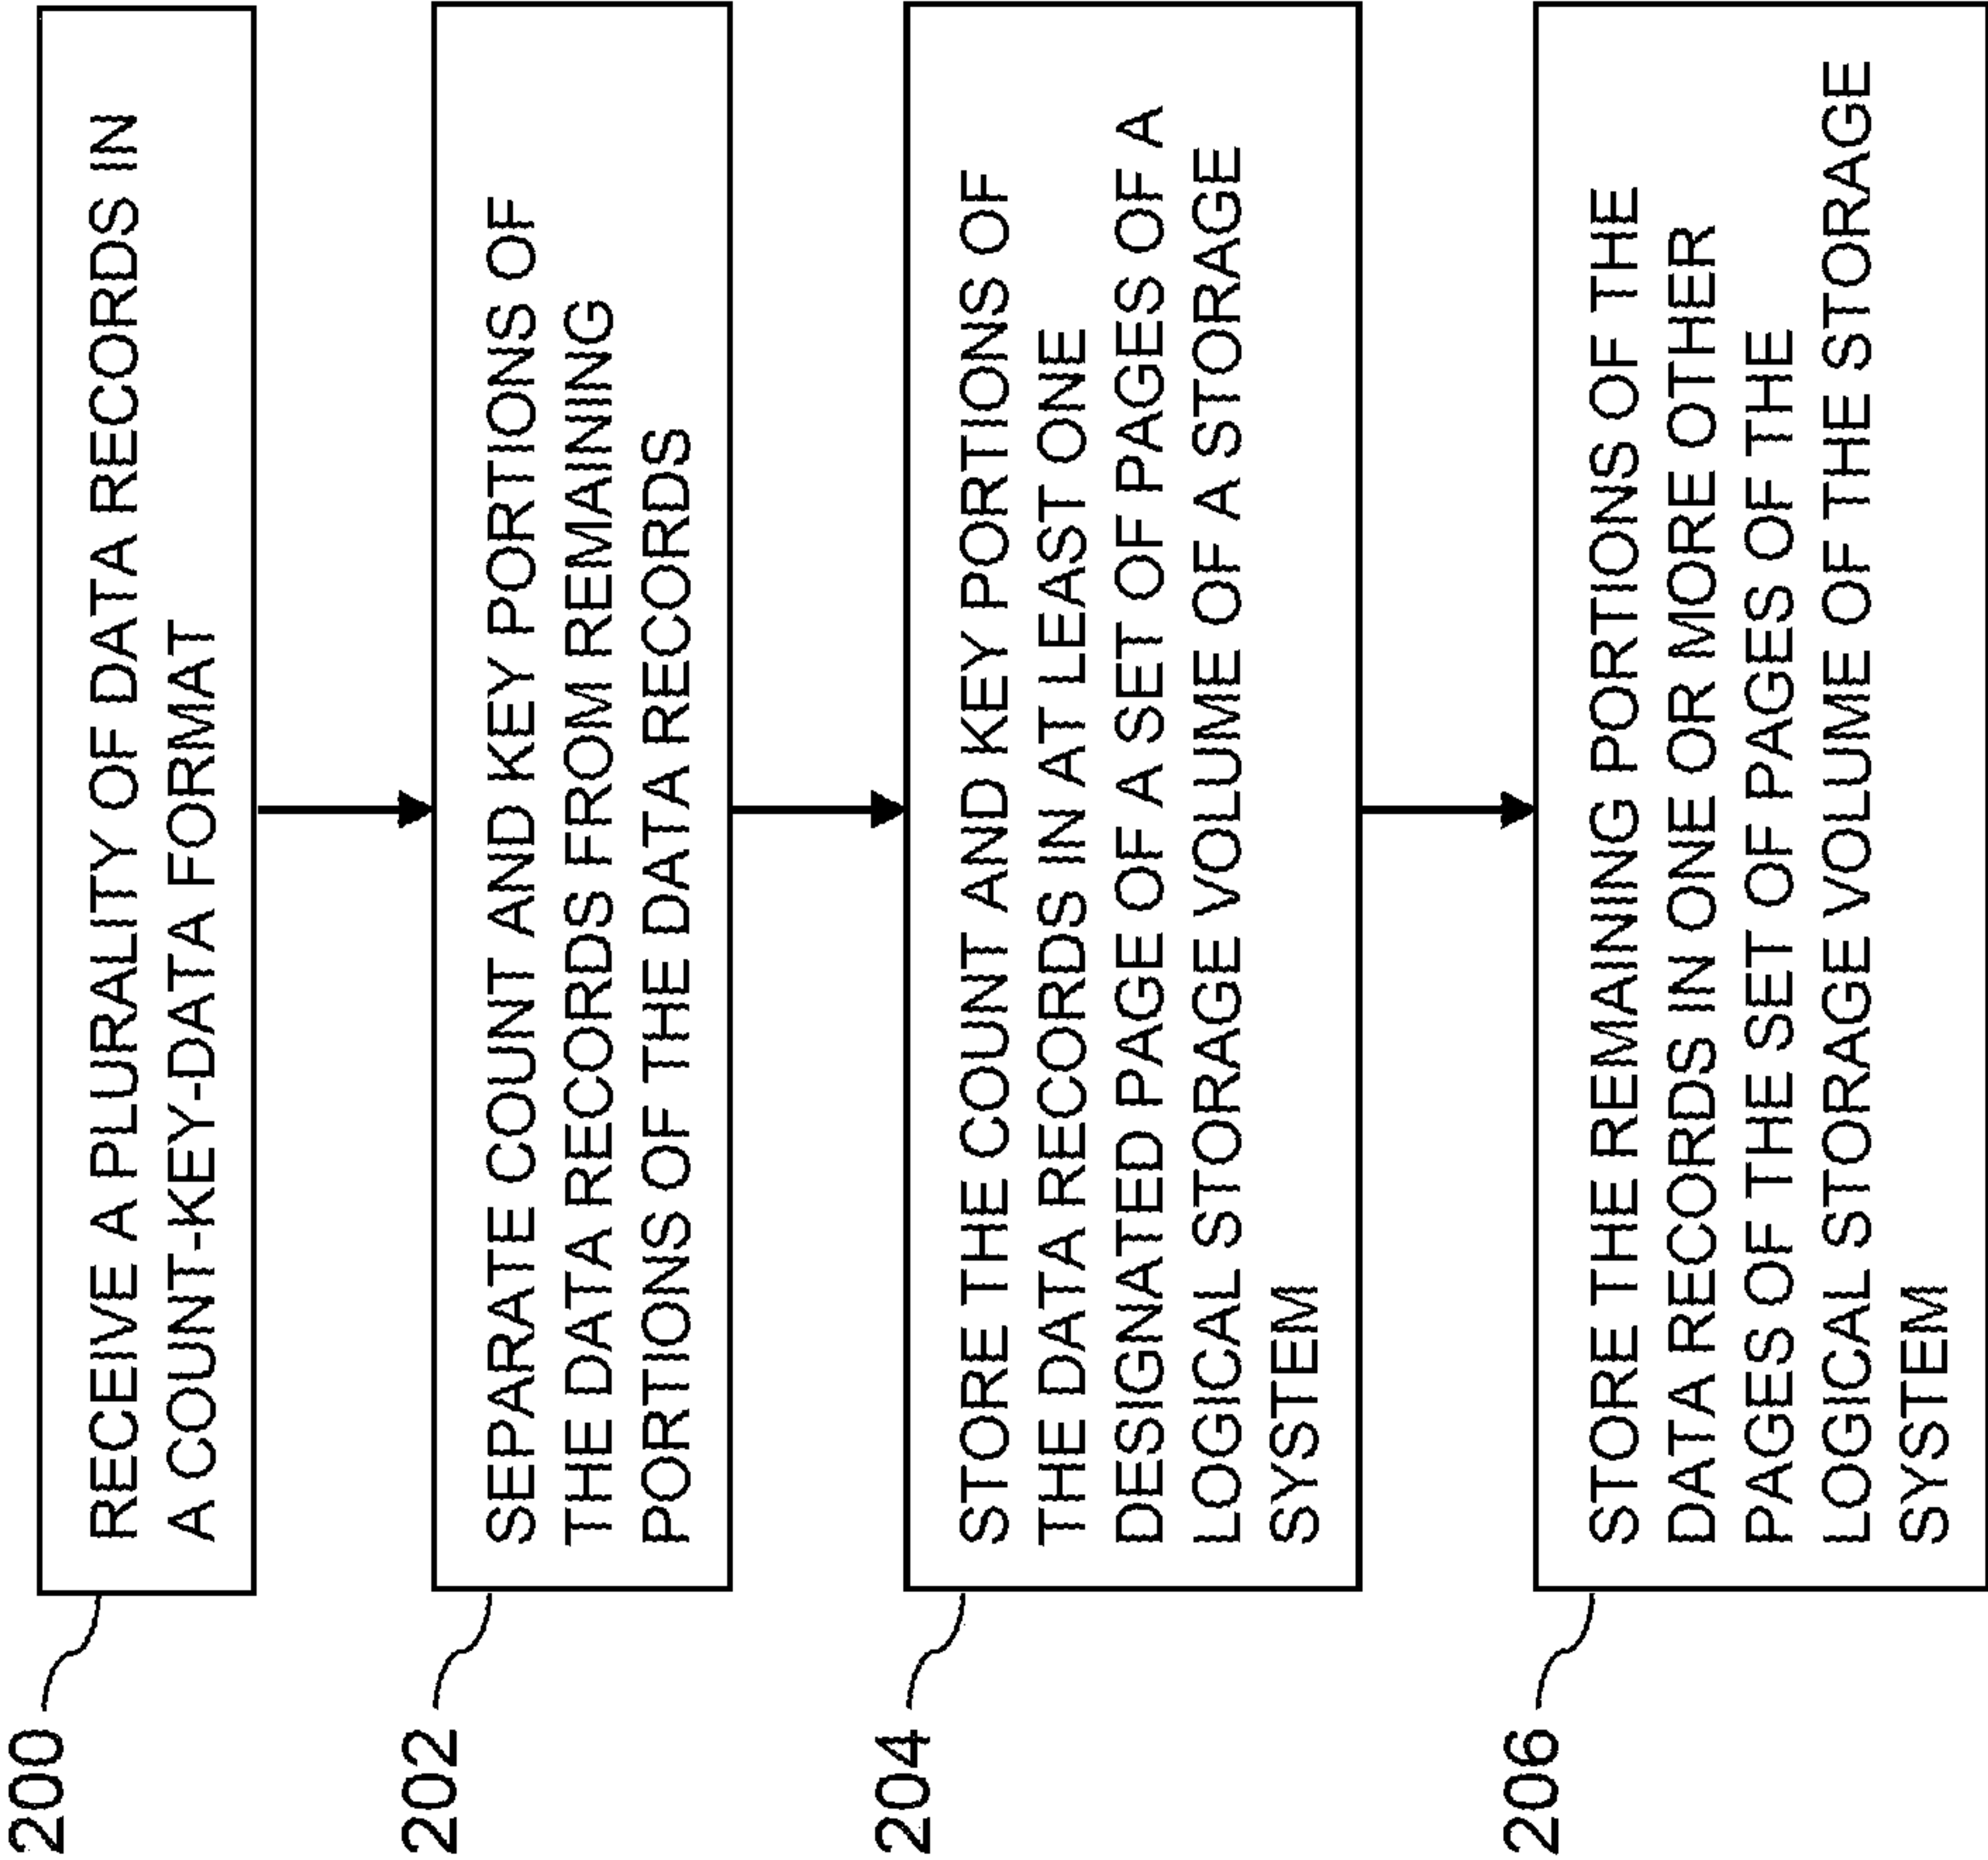 200
RECEIVE A PLURALITY OF DATA RECORDS IN
A COUNT-KEY-DATA FORMAT
202
SEPARATE COUNT AND KEY PORTIONS OF
THE DATA RECORDS FROM REMAINING
PORTIONS OF THE DATA RECORDS
204
STORE THE COUNT AND KEY PORTIONS OF
THE DATA RECORDS IN AT LEAST ONE
DESIGNATED PAGE OF A SET OF PAGES OF A
LOGICAL STORAGE VOLUME OF A STORAGE
SYSTEM
206
STORE THE REMAINING PORTIONS OF THE
DATA RECORDS IN ONE OR MORE OTHER
PAGES OF THE SET OF PAGES OF THE
LOGICAL STORAGE VOLUME OF THE STORAGE
SYSTEM